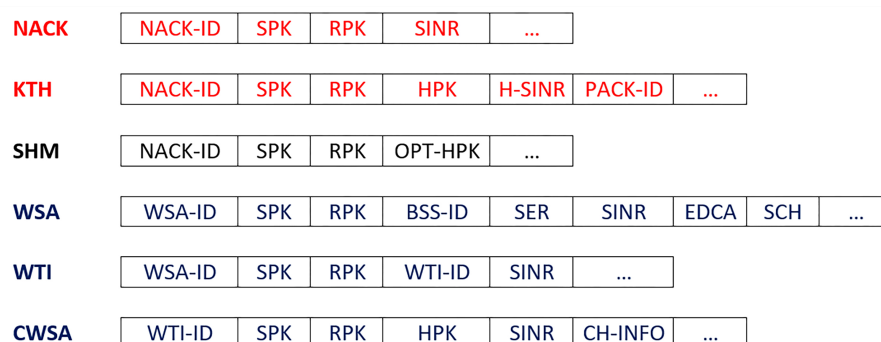 NACK NACK-ID SPK RPK SINR ...
KTH NACK-ID SPK RPK HPK H-SINR PACK-ID ...
SHM NACK-ID SPK RPK OPT-HPK ...
WSA WSA-ID SPK RPK BSS-ID SER SINR EDCA SCH ...
WTI WSA-ID SPK RPK WTI-ID SINR ...
CWSA WTI-ID SPK RPK HPK SINR CH-INFO ...